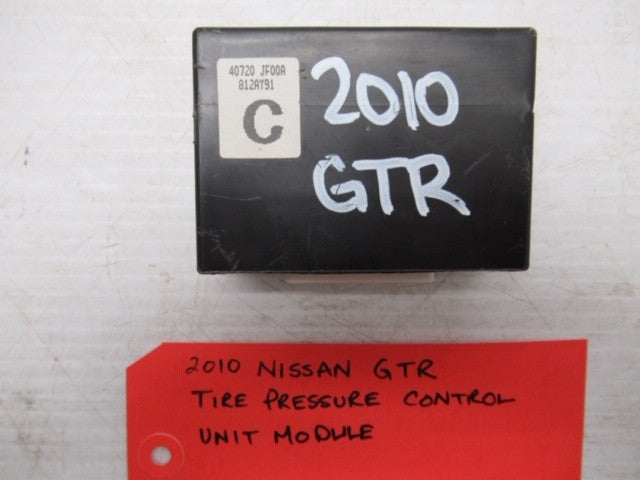 40720 JF00A
812AY91
C
2010
GTR
2010 NISSAN GTR
TIRE PRESSURE CONTROL
UNIT MODULE